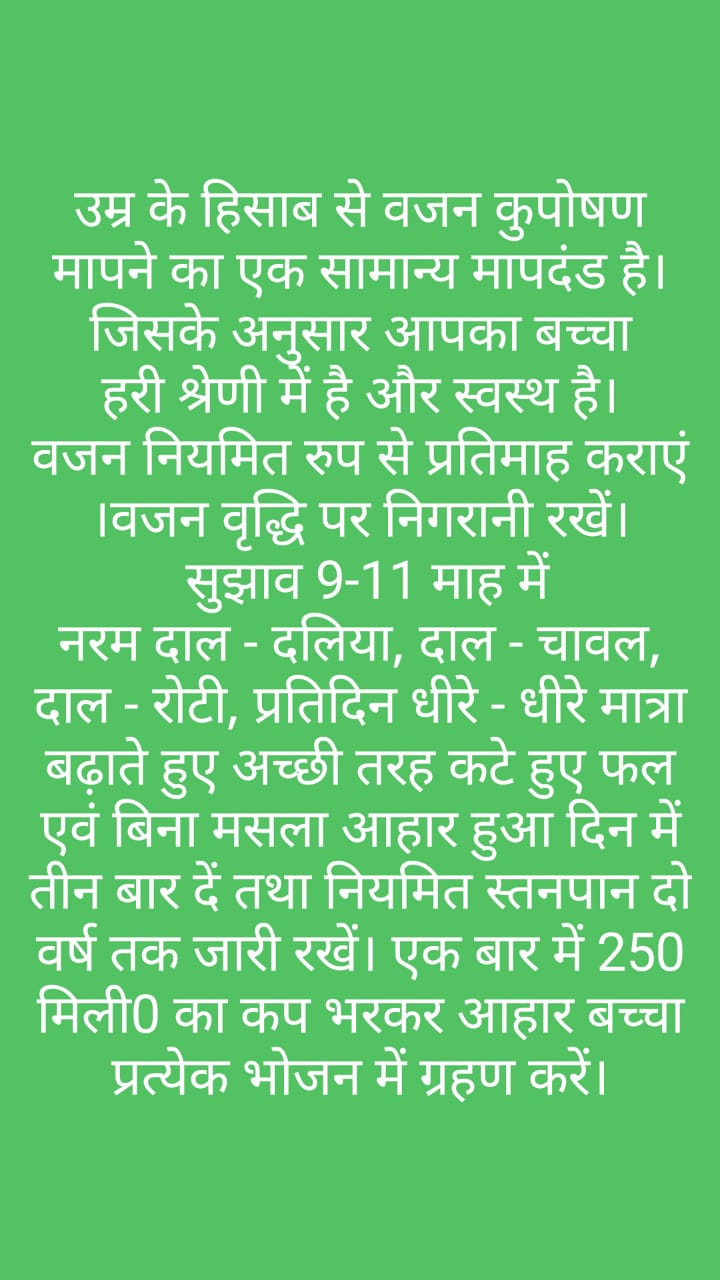 उम्र के हिसाब से वजन कुपोषण
मापने का एक सामान्य मापदंड है।
जिसके अनुसार आपका बच्चा
हरी श्रेणी में है और स्वस्थ है।
वजन नियमित रुप से प्रतिमाह कराएं
।वजन वृद्धि पर निगरानी रखें।
सुझाव 9-11 माह में
नरम दाल - दलिया, दाल - चावल,
दाल - रोटी, प्रतिदिन धीरे - धीरे मात्रा
बढ़ाते हुए अच्छी तरह कटे हुए फल
एवं बिना मसला आहार हुआ दिन में
तीन बार दें तथा नियमित स्तनपान दो
वर्ष तक जारी रखें। एक बार में 250
मिली0 का कप भरकर आहार बच्चा
प्रत्येक भोजन में ग्रहण करें।